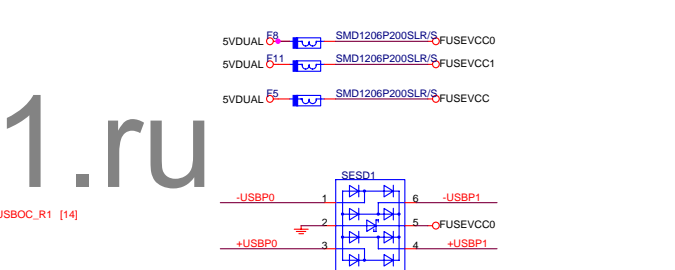 F8 SMD1206P200SLR/S
5VDUAL FUSEVCC0
F11 SMD1206P200SLR/S
5VDUAL FUSEVCC1
F5 SMD1206P200SLR/S
5VDUAL FUSEVCC
1.ru
SESD1
-USBP0 1 6 -USBP1
USBOC_R1 [14]
2 5 FUSEVCC0
+USBP0 3 4 +USBP1